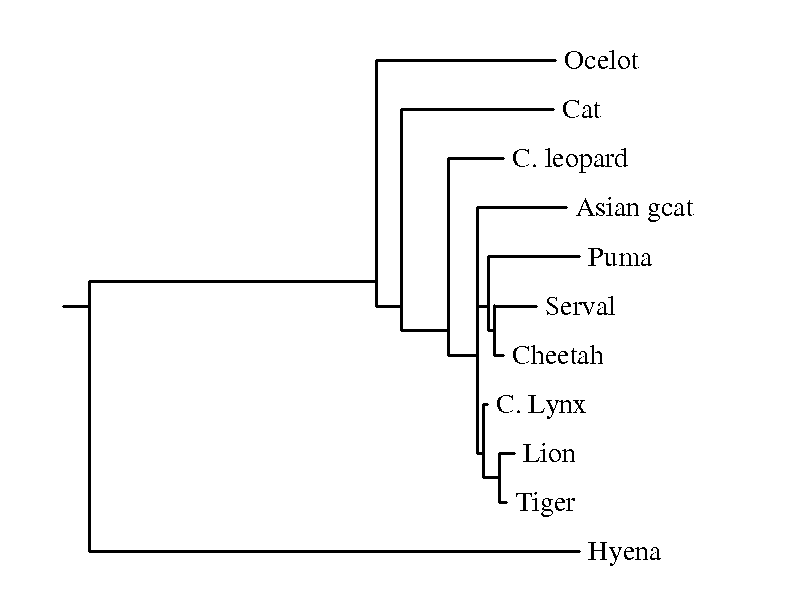 Ocelot
Cat
C. leopard
Asian gcat
Puma
Serval
Cheetah
C. Lynx
Lion
Tiger
Hyena